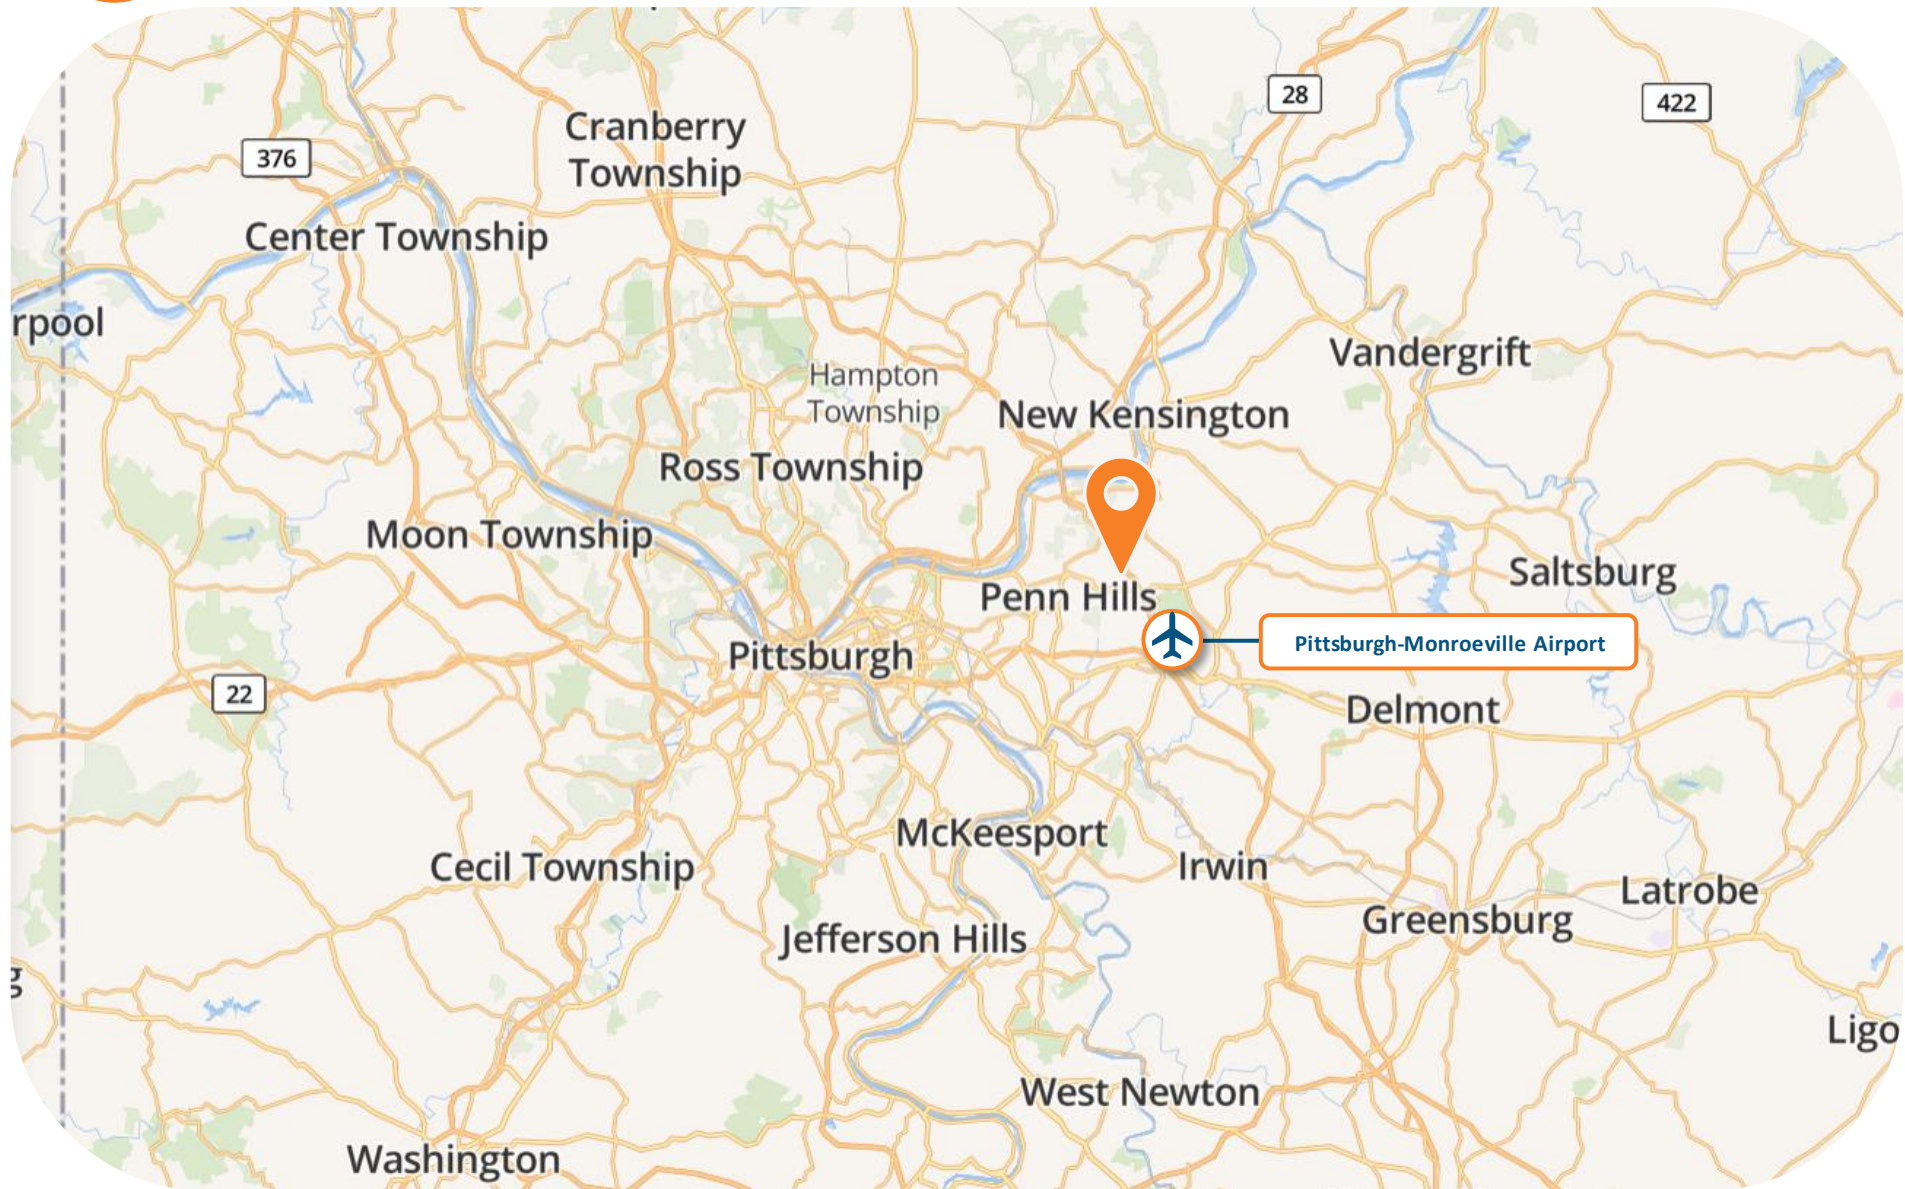 28
422
Cranberry
Township
376
Center Township
rpool
Vandergrift
Hampton
Township
New Kensington
Ross Township
Moon Township
Saltsburg
Penn Hills
Pittsburgh-Monroeville Airport
Pittsburgh
22
Delmont
McKeesport
Cecil Township
Irwin
Latrobe
Greensburg
Jefferson Hills
g
Ligo
West Newton
Washington